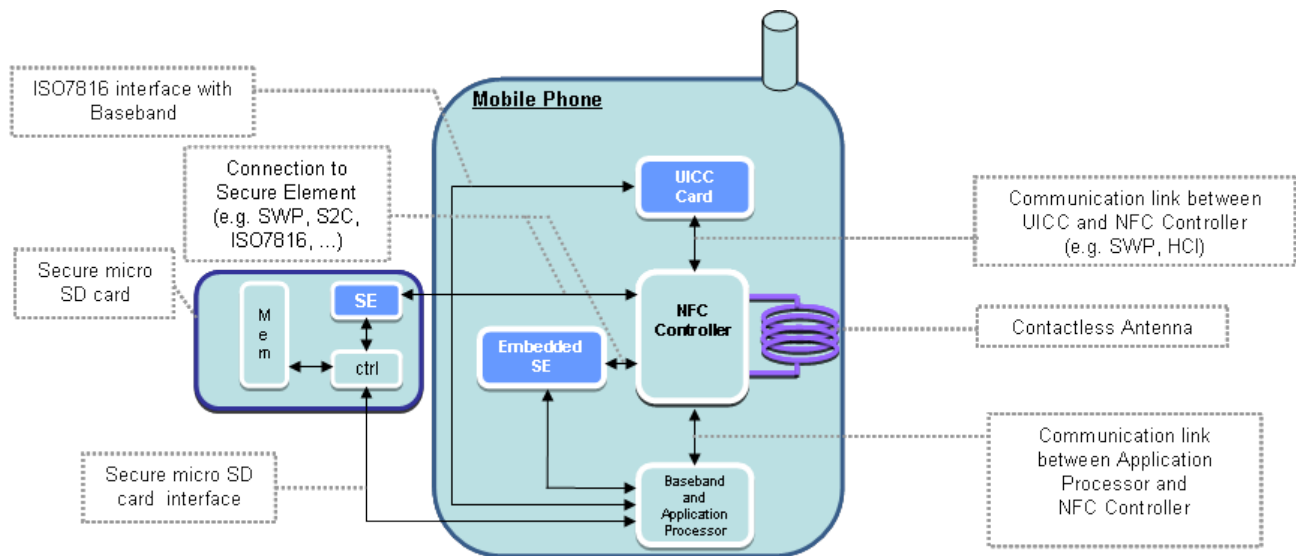 ISO7816 interface with
Baseband
Mobile Phone
Connection to
Secure Element
(e.g. SWP, S2C,
ISO7816, ...)
UICC
Card
Communication link between
UICC and NFC Controller
(e.g. SWP, HCI)
Secure micro
SD card
M
e
m
SE
ctrl
NFC
Controller
Contactless Antenna
Embedded
SE
Secure micro SD
card interface
Baseband
and
Application
Processor
Communication link
between Application
Processor and
NFC Controller